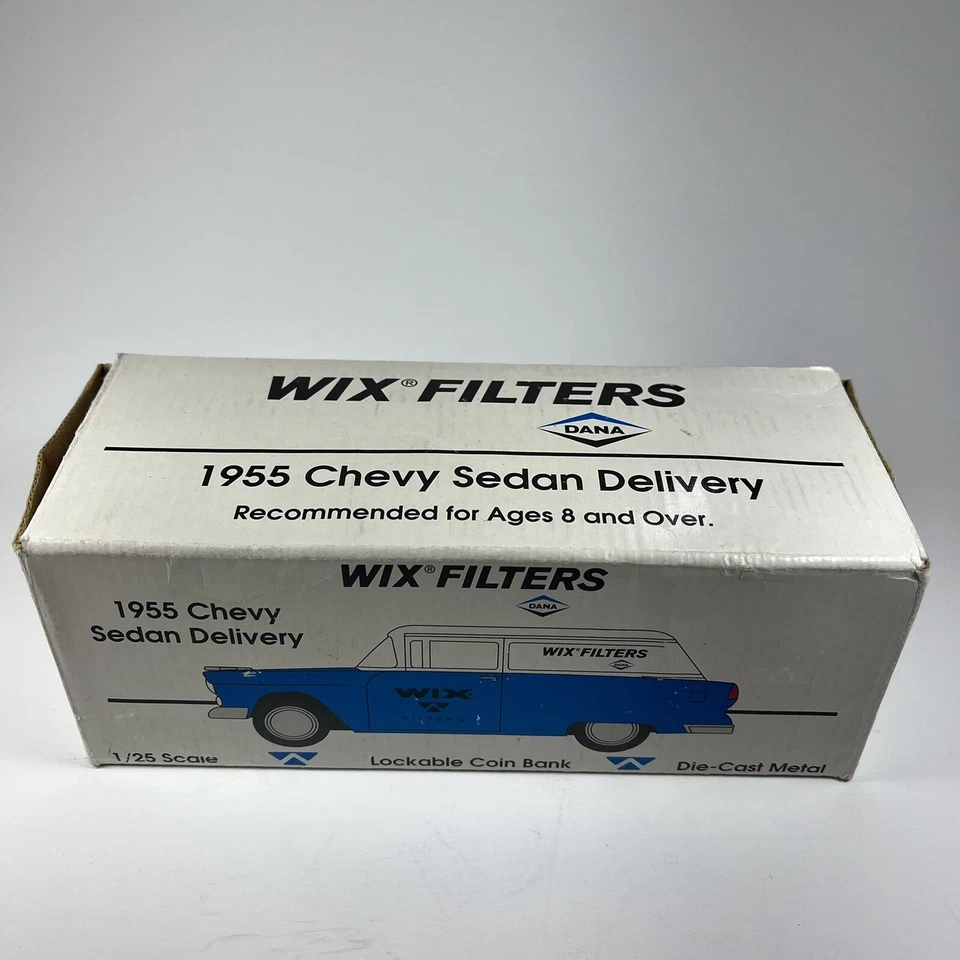 WIX® FILTERS
DANA
1955 Chevy Sedan Delivery
Recommended for Ages 8 and Over.
WIX® FILTERS
DANA
1955 Chevy
Sedan Delivery
WIX® FILTERS
DANA
WIX
FILTERS
1/25 Scale
Lockable Coin Bank
Die-Cast Metal